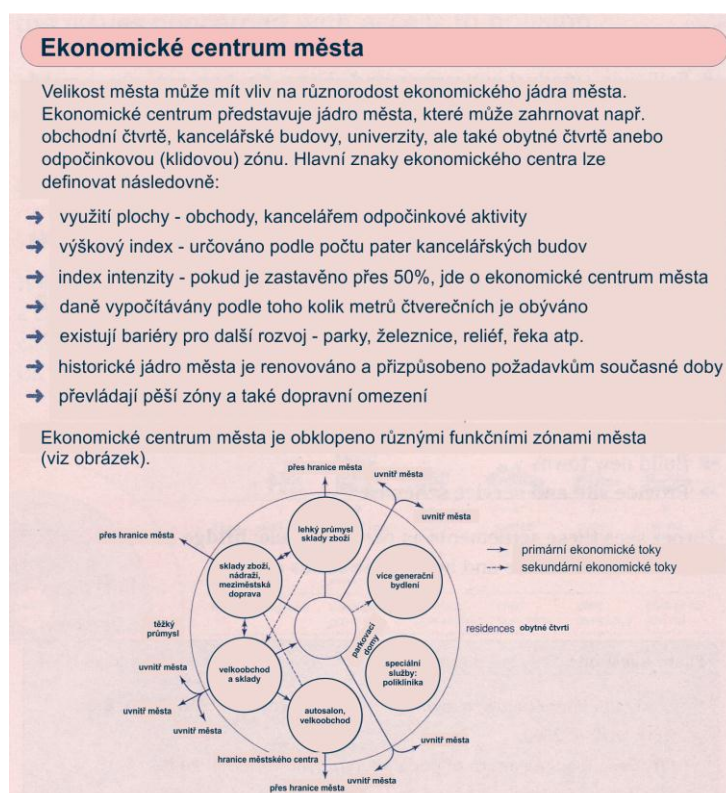 Ekonomické centrum města
Velikost města může mít vliv na různorodost ekonomického jádra města.
Ekonomické centrum představuje jádro města, které může zahrnovat např.
obchodní čtvrtě, kancelářské budovy, univerzity, ale také obytné čtvrtě anebo
odpočinkovou (klidovou) zónu. Hlavní znaky ekonomického centra lze
definovat následovně:
➔ využití plochy - obchody, kancelářem odpočinkové aktivity
➔ výškový index - určováno podle počtu pater kancelářských budov
➔ index intenzity - pokud je zastavěno přes 50%, jde o ekonomické centrum města
➔ daně vypočítávány podle toho kolik metrů čtverečních je obýváno
➔ existují bariéry pro další rozvoj - parky, železnice, reliéf, řeka atp.
➔ historické jádro města je renovováno a přizpůsobeno požadavkům současné doby
➔ převládají pěší zóny a také dopravní omezení
Ekonomické centrum města je obklopeno různými funkčními zónami města
(viz obrázek).
přes hranice města
uvnitř města
uvnitř města
přes hranice města
lehký průmysl
sklady zboží
primární ekonomické toky
sekundární ekonomické toky
sklady zboží,
nádraží,
meziměstská
doprava
více generační
bydlení
těžký
průmysl
parkovací
domy
residences obytné čtvrti
velkoobchod
a sklady
speciální
služby:
poliklinika
uvnitř města
uvnitř města
uvnitř města
autosalon,
velkoobchod
uvnitř města
hranice městského centra
uvnitř města
přes hranice města